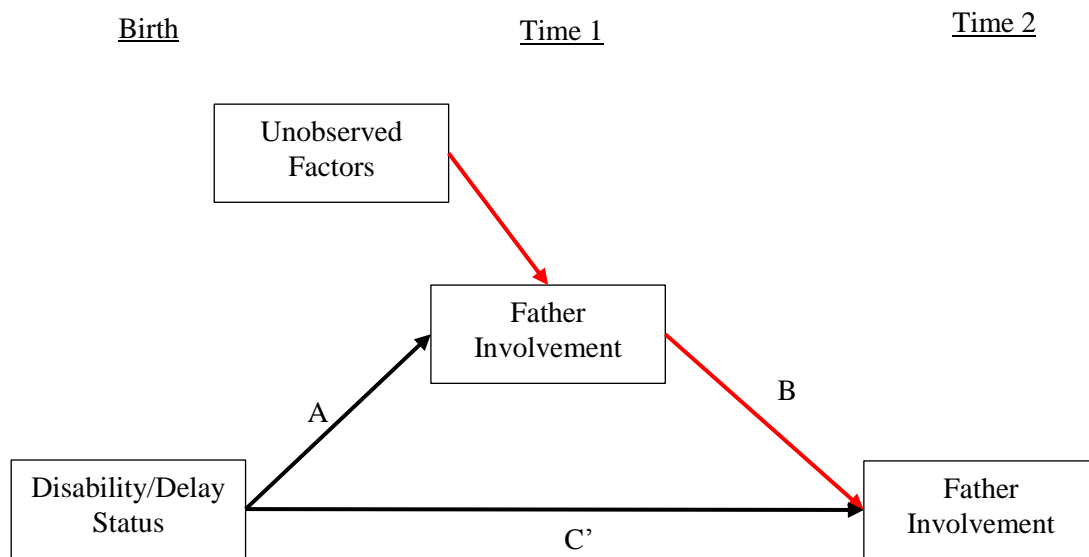 Birth
Time 1
Time 2
Unobserved
Factors
Father
Involvement
A
B
Disability/Delay
Status
C’
Father
Involvement